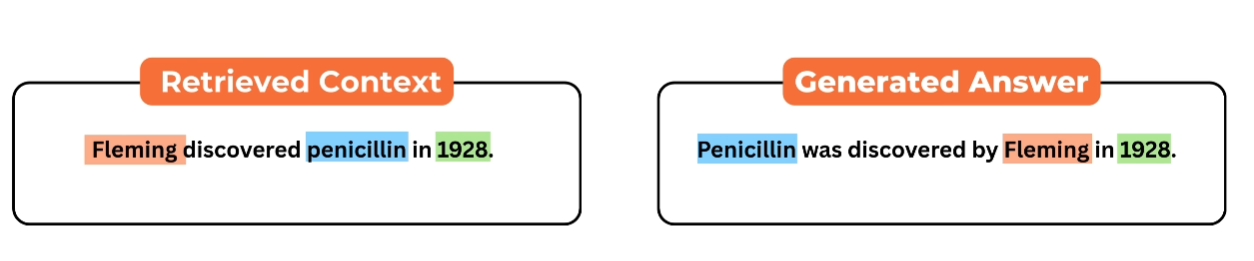 Retrieved Context
Fleming discovered penicillin in 1928.
Generated Answer
Penicillin was discovered by Fleming in 1928.